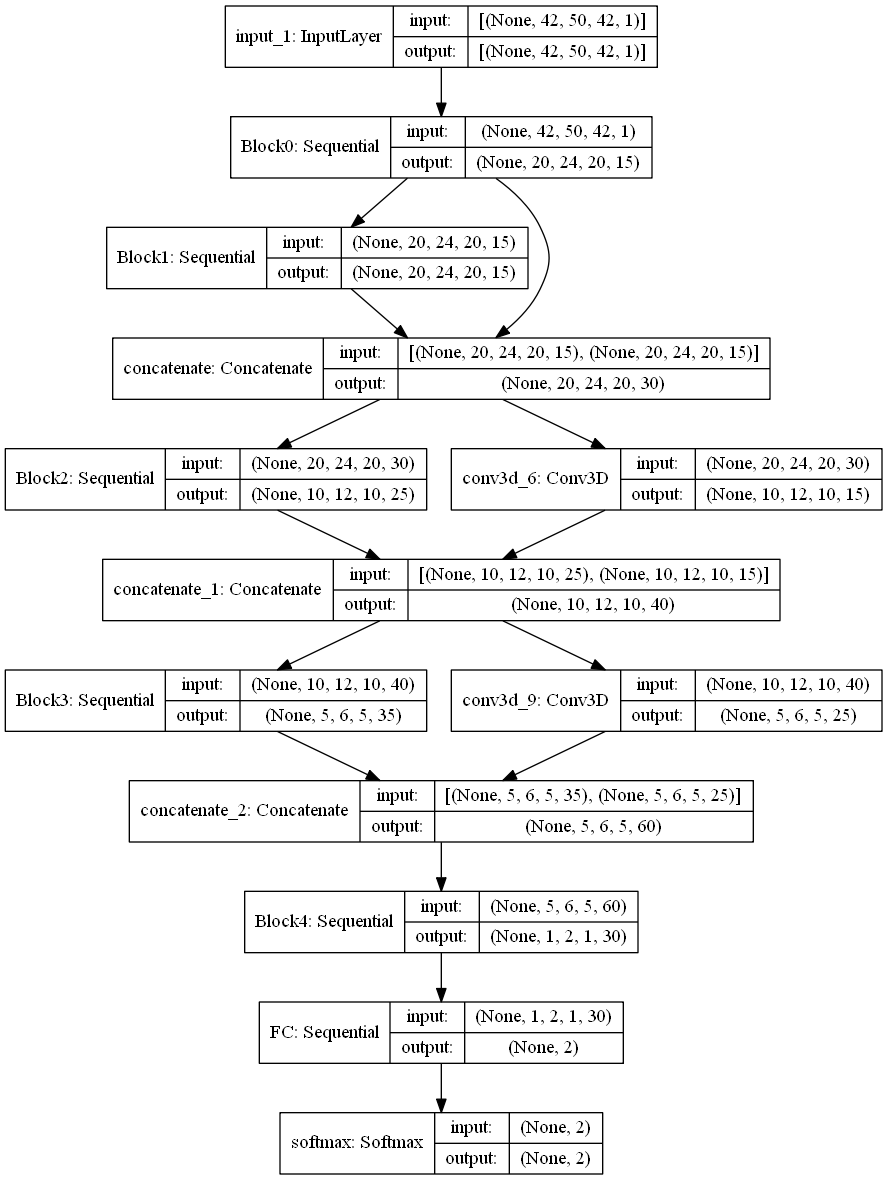 input_1: InputLayer
input:
[(None, 42, 50, 42, 1)]
output:
[(None, 42, 50, 42, 1)]
Block0: Sequential
input:
(None, 42, 50, 42, 1)
output:
(None, 20, 24, 20, 15)
Block1: Sequential
input:
(None, 20, 24, 20, 15)
output:
(None, 20, 24, 20, 15)
concatenate: Concatenate
input:
[(None, 20, 24, 20, 15), (None, 20, 24, 20, 15)]
output:
(None, 20, 24, 20, 30)
Block2: Sequential
input:
(None, 20, 24, 20, 30)
output:
(None, 10, 12, 10, 25)
conv3d_6: Conv3D
input:
(None, 20, 24, 20, 30)
output:
(None, 10, 12, 10, 15)
concatenate_1: Concatenate
input:
[(None, 10, 12, 10, 25), (None, 10, 12, 10, 15)]
output:
(None, 10, 12, 10, 40)
Block3: Sequential
input:
(None, 10, 12, 10, 40)
output:
(None, 5, 6, 5, 35)
conv3d_9: Conv3D
input:
(None, 10, 12, 10, 40)
output:
(None, 5, 6, 5, 25)
concatenate_2: Concatenate
input:
[(None, 5, 6, 5, 35), (None, 5, 6, 5, 25)]
output:
(None, 5, 6, 5, 60)
Block4: Sequential
input:
(None, 5, 6, 5, 60)
output:
(None, 1, 2, 1, 30)
FC: Sequential
input:
(None, 1, 2, 1, 30)
output:
(None, 2)
softmax: Softmax
input:
(None, 2)
output:
(None, 2)